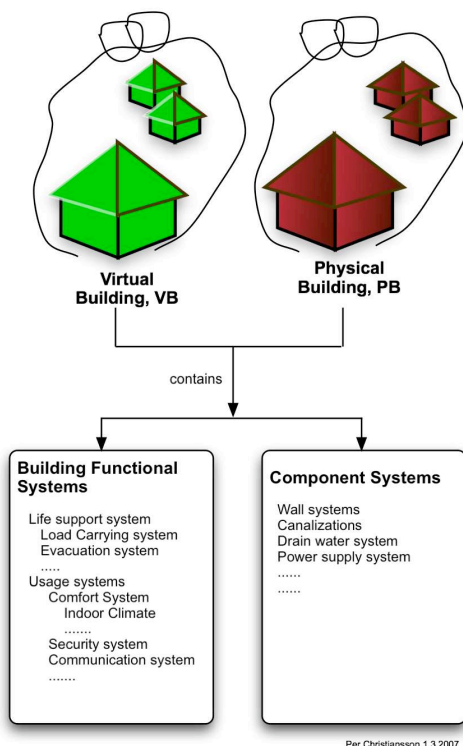 Virtual
Building, VB
Physical
Building, PB
contains
Building Functional
Systems
Life support system
Load Carrying system
Evacuation system
.....
Usage systems
Comfort System
Indoor Climate
.......
Security system
Communication system
.......
Component Systems
Wall systems
Canalizations
Drain water system
Power supply system
......
......
Per Christiansson 1.3.2007